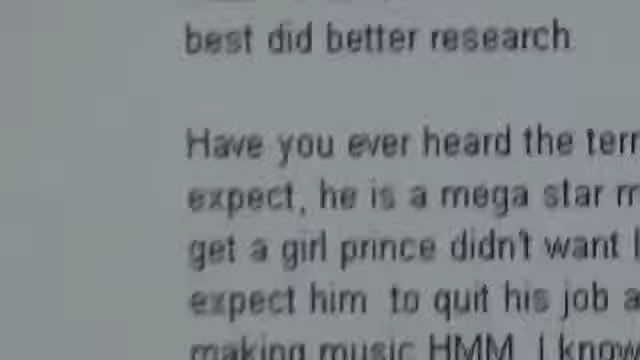 best did better research
Have you ever heard the
expect, he is a mega star
get a girl prince didn't want
expect him to quit his job
making music HMM I know